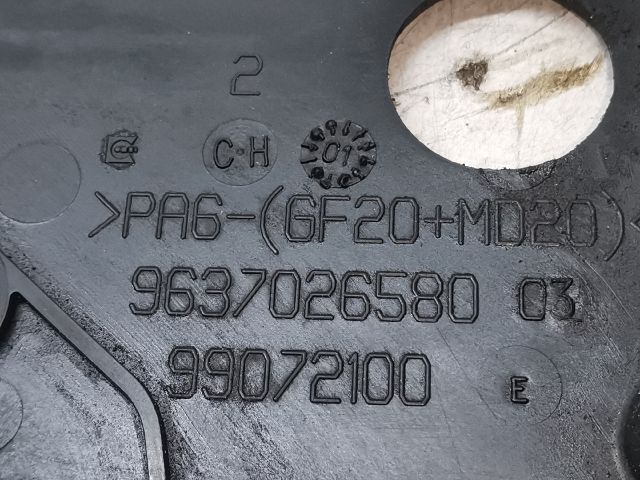 2
C·H 01
>PA6-(GF20+MD20)<
9637026580 03
99072100 E